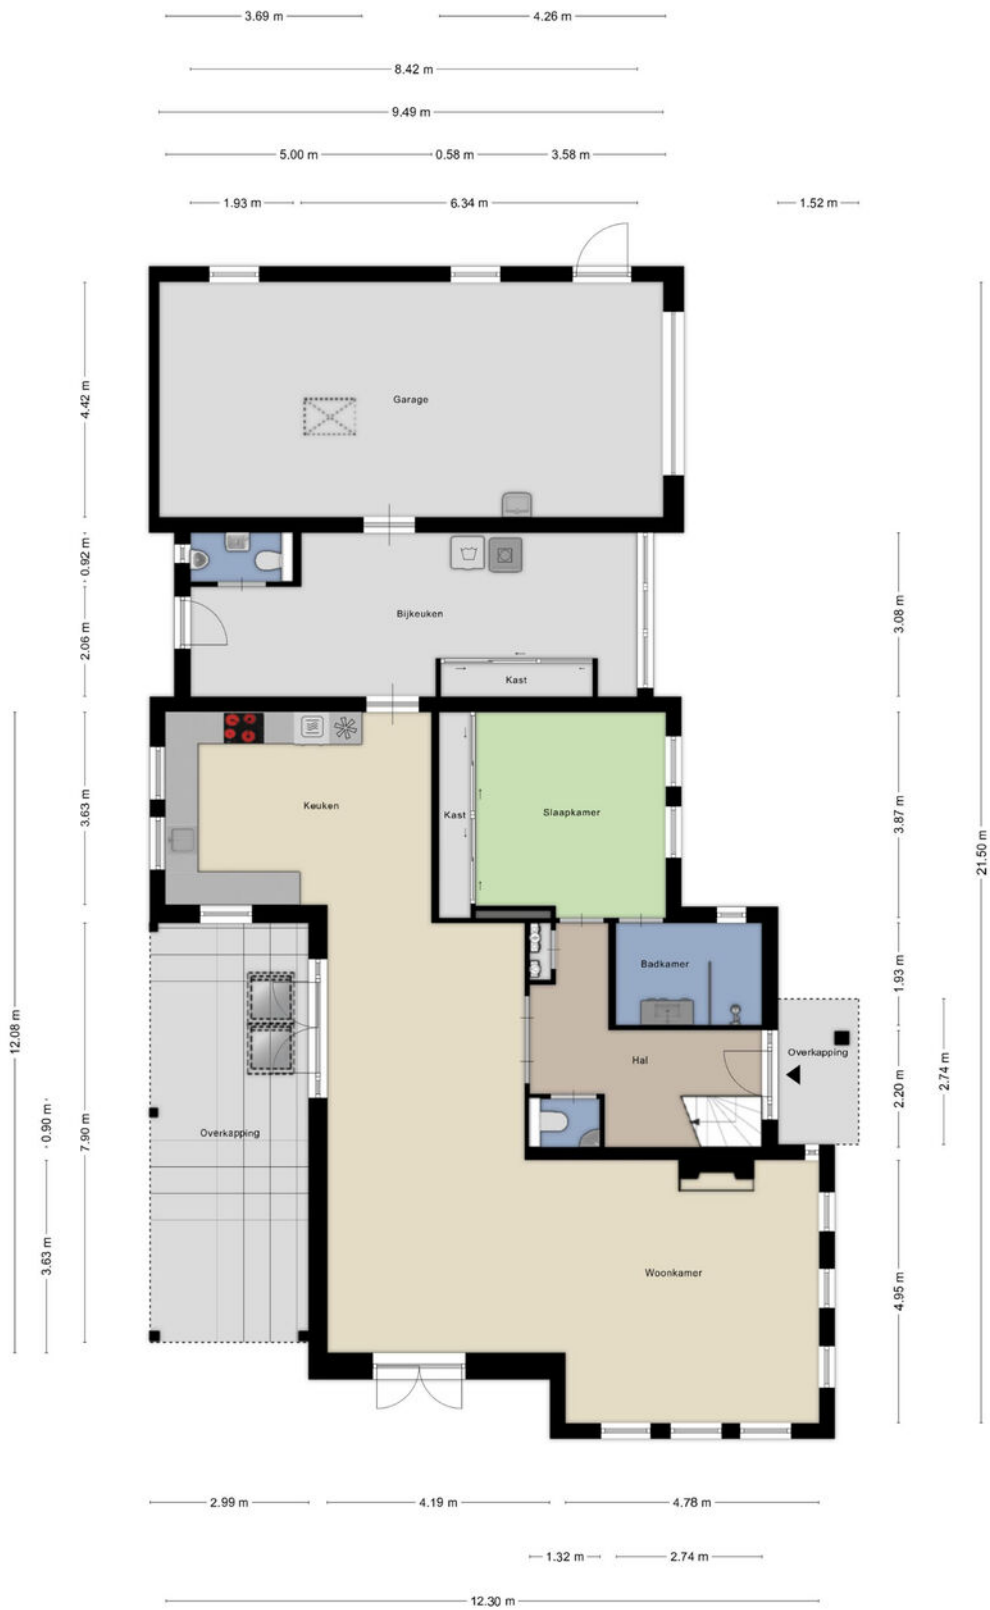 3.69 m
4.26 m
8.42 m
9.49 m
5.00 m
0.58 m
3.58 m
1.93 m
6.34 m
1.52 m
4.42 m
Garage
0.92 m
2.06 m
Bijkeuken
3.08 m
Kast
3.63 m
Keuken
Kast
Slaapkamer
3.87 m
21.50 m
12.08 m
Badkamer
1.93 m
Hal
Overkapping
2.74 m
2.20 m
0.90 m
7.90 m
Overkapping
3.63 m
Woonkamer
4.95 m
2.99 m
4.19 m
4.78 m
1.32 m
2.74 m
12.30 m